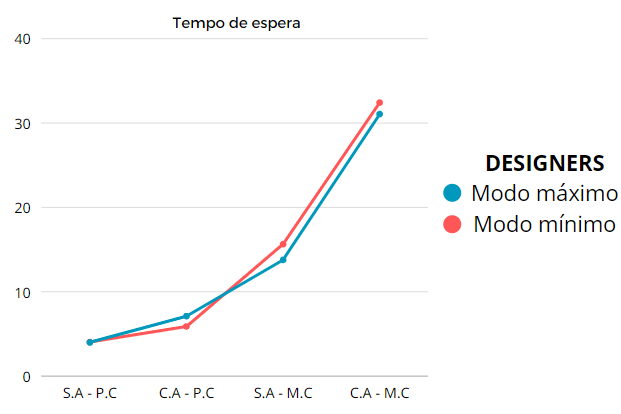 Tempo de espera
40
30
20
10
0
S.A - P.C
C.A - P.C
S.A - M.C
C.A - M.C
DESIGNERS
Modo máximo
Modo mínimo